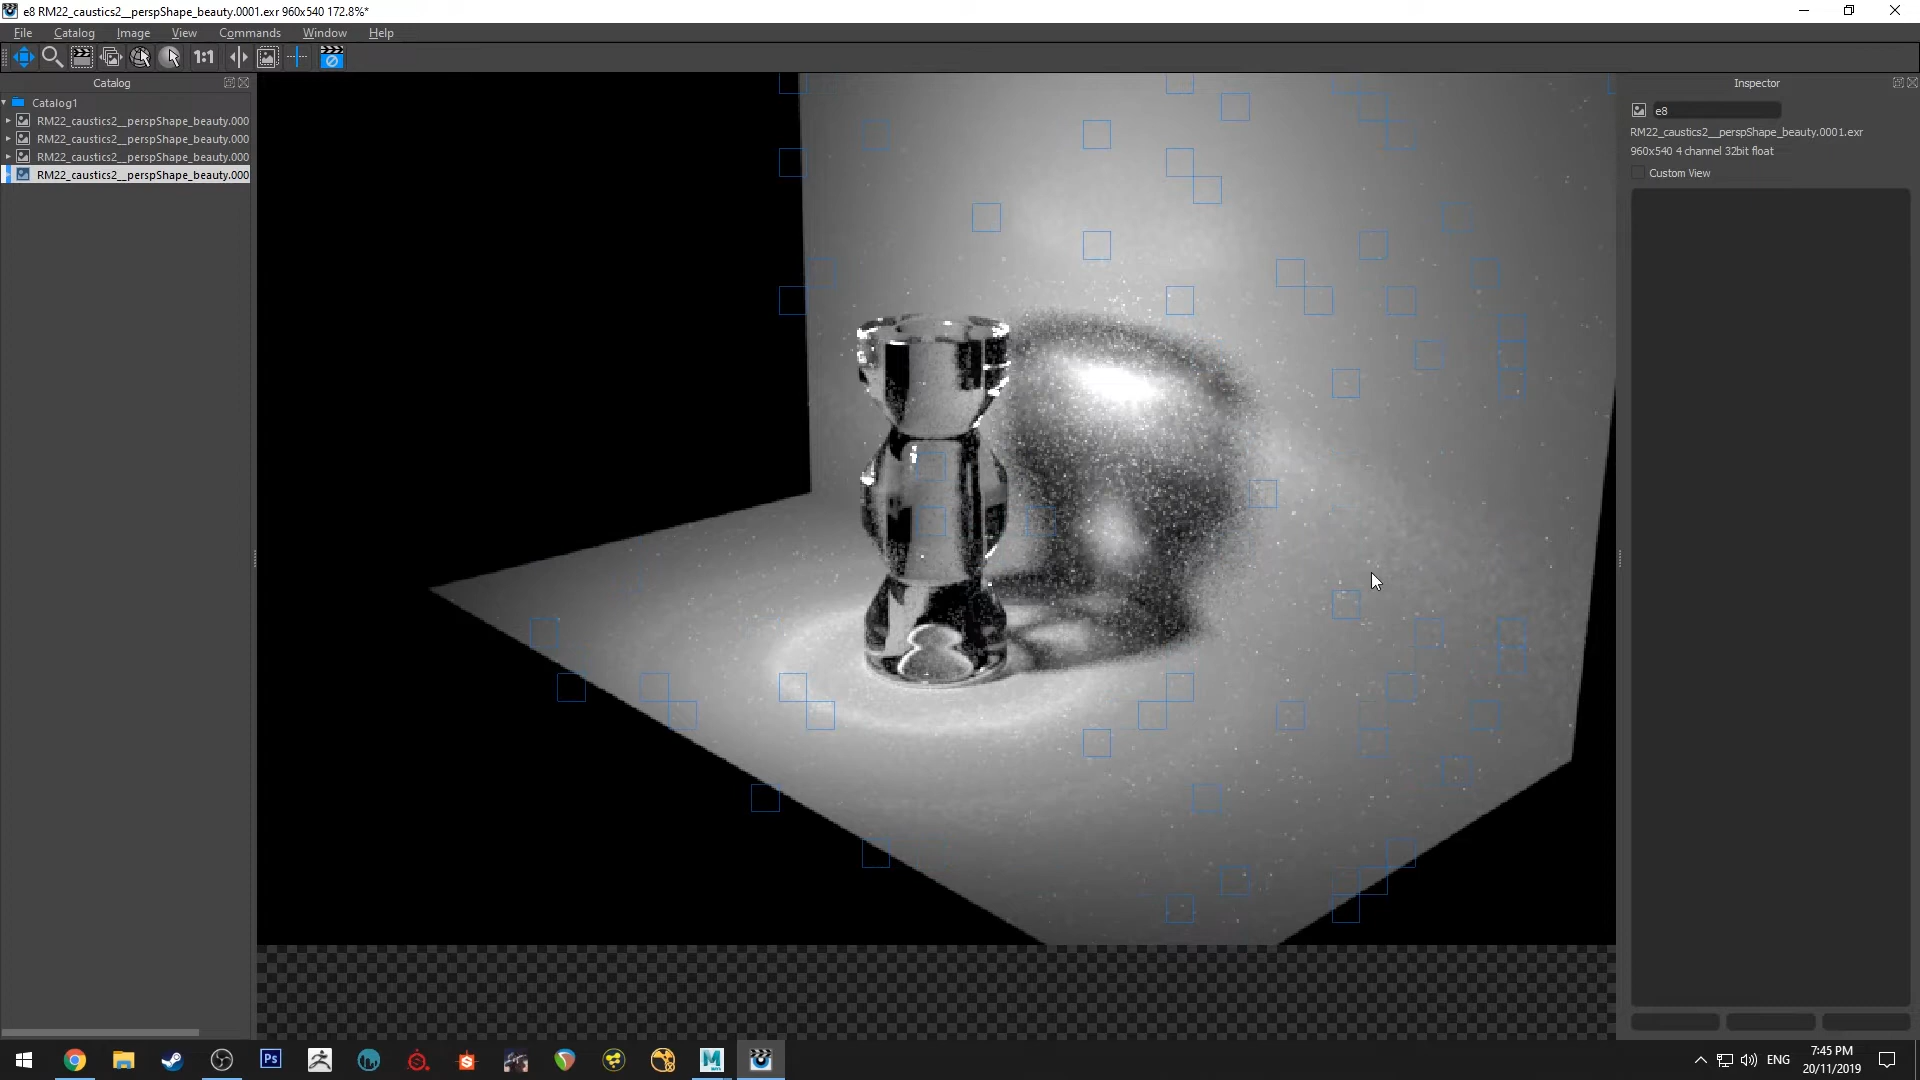 e8 RM22_caustics2__perspShape_beauty.0001.exr 960x540 172.8%*
File Catalog Image View Commands Window Help
1:1
Catalog
Inspector
Catalog1
RM22_caustics2__perspShape_beauty.000
RM22_caustics2__perspShape_beauty.000
RM22_caustics2__perspShape_beauty.000
RM22_caustics2__perspShape_beauty.000
e8
RM22_caustics2__perspShape_beauty.0001.exr
960x540 4 channel 32bit float
Custom View
Ps
M
ENG
7:45 PM
20/11/2019